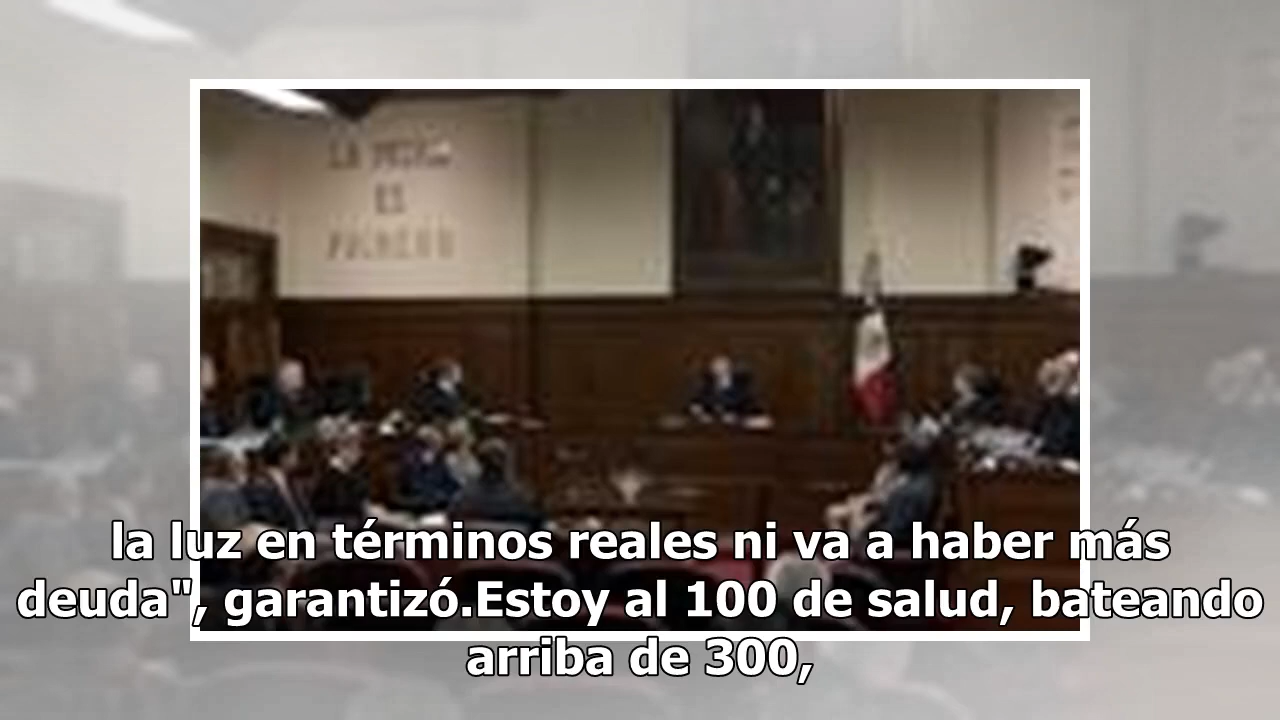 la luz en términos reales ni va a haber más
deuda", garantizó.Estoy al 100 de salud, bateando
arriba de 300,